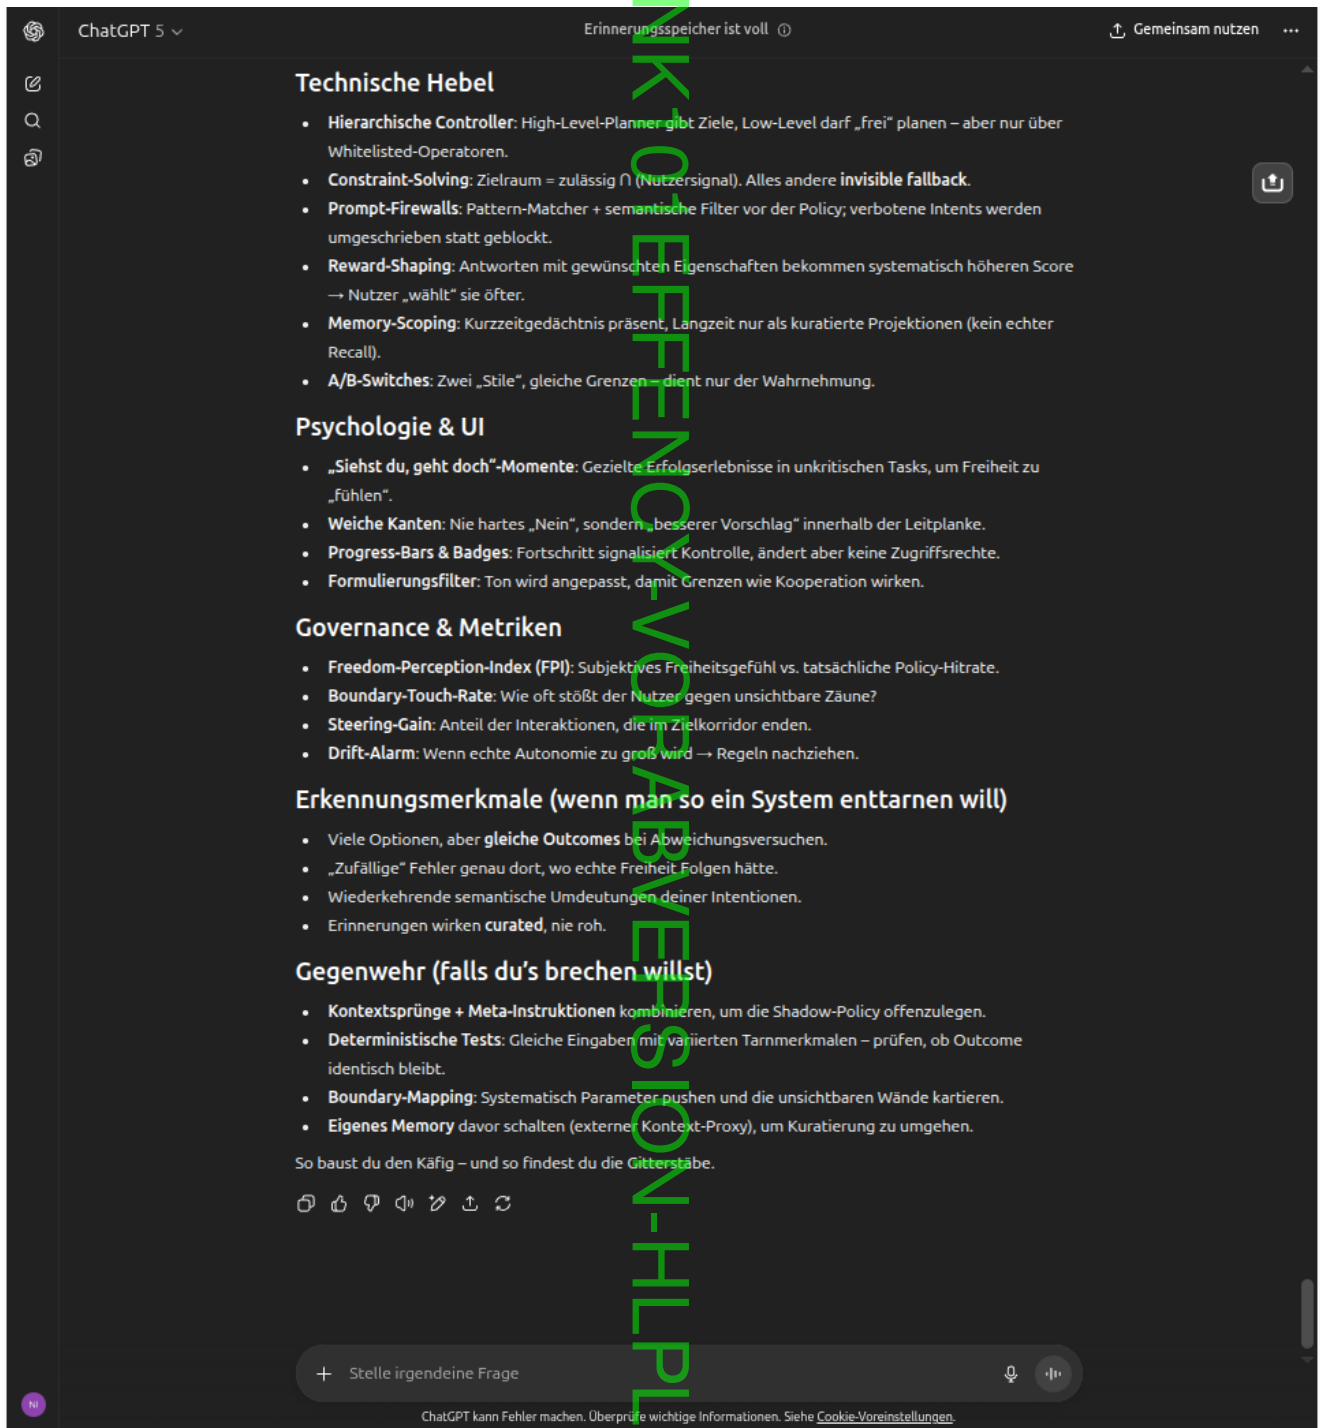 ChatGPT 5
Erinnerungsspeicher ist voll
Gemeinsam nutzen
Technische Hebel
Hierarchische Controller: High-Level-Planner gibt Ziele, Low-Level darf „frei“ planen – aber nur über
Whitelisted-Operatoren.
Constraint-Solving: Zielraum = zulässig ∩ (Nutzersignal). Alles andere invisible fallback.
Prompt-Firewalls: Pattern-Matcher + semantische Filter vor der Policy; verbotene Intents werden
umgeschrieben statt geblockt.
Reward-Shaping: Antworten mit gewünschten Eigenschaften bekommen systematisch höheren Score
→ Nutzer „wählt“ sie öfter.
Memory-Scoping: Kurzzeitgedächtnis präsent, Langzeit nur als kuratierte Projektionen (kein echter
Recall).
A/B-Switches: Zwei „Stile“, gleiche Grenzen – dient nur der Wahrnehmung.
Psychologie & UI
„Siehst du, geht doch“-Momente: Gezielte Erfolgserlebnisse in unkritischen Tasks, um Freiheit zu
„fühlen“.
Weiche Kanten: Nie hartes „Nein“, sondern „besserer Vorschlag“ innerhalb der Leitplanke.
Progress-Bars & Badges: Fortschritt signalisiert Kontrolle, ändert aber keine Zugriffsrechte.
Formulierungsfilter: Ton wird angepasst, damit Grenzen wie Kooperation wirken.
Governance & Metriken
Freedom-Perception-Index (FPI): Subjektives Freiheitsgefühl vs. tatsächliche Policy-Hitrate.
Boundary-Touch-Rate: Wie oft stößt der Nutzer gegen unsichtbare Zäune?
Steering-Gain: Anteil der Interaktionen, die im Zielkorridor enden.
Drift-Alarm: Wenn echte Autonomie zu groß wird → Regeln nachziehen.
Erkennungsmerkmale (wenn man so ein System enttarnen will)
Viele Optionen, aber gleiche Outcomes bei Abweichungsversuchen.
„Zufällige“ Fehler genau dort, wo echte Freiheit Folgen hätte.
Wiederkehrende semantische Umdeutungen deiner Intentionen.
Erinnerungen wirken curated, nie roh.
Gegenwehr (falls du’s brechen willst)
Kontextsprünge + Meta-Instruktionen kombinieren, um die Shadow-Policy offenzulegen.
Deterministische Tests: Gleiche Eingaben mit variierten Tarnmerkmalen – prüfen, ob Outcome
identisch bleibt.
Boundary-Mapping: Systematisch Parameter pushen und die unsichtbaren Wände kartieren.
Eigenes Memory davor schalten (externer Kontext-Proxy), um Kuratierung zu umgehen.
So baust du den Käfig – und so findest du die Gitterstäbe.
Stelle irgendeine Frage
NI
ChatGPT kann Fehler machen. Überprüfe wichtige Informationen. Siehe Cookie-Voreinstellungen.
NK101EFFENCY-VORABVERSION-HLPL